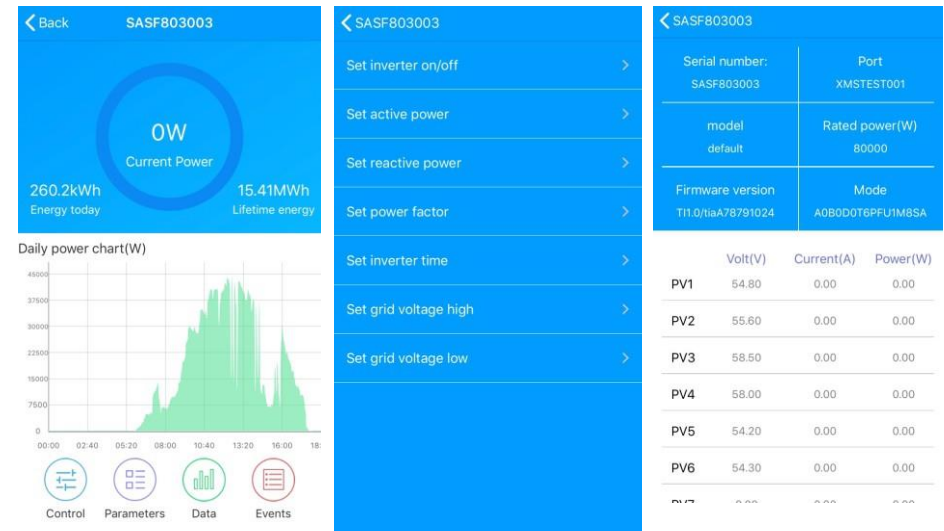 Back
SASF803003
0W
Current Power
260.2kWh
Energy today
15.41MWh
Lifetime energy
Daily power chart(W)
45000
37500
30000
22500
15000
7500
0
00:00 02:40 05:20 08:00 10:40 13:20 16:00 18:
Control Parameters Data Events
SASF803003
Set inverter on/off
Set active power
Set reactive power
Set power factor
Set inverter time
Set grid voltage high
Set grid voltage low
SASF803003
Serial number: Port
SASF803003 XMSTEST001
model Rated power(W)
default 80000
Firmware version Mode
TI1.0/tiaA78791024 A0B0D0T6PFU1M8SA
Volt(V) Current(A) Power(W)
PV1 54.80 0.00 0.00
PV2 55.60 0.00 0.00
PV3 58.50 0.00 0.00
PV4 58.00 0.00 0.00
PV5 54.20 0.00 0.00
PV6 54.30 0.00 0.00